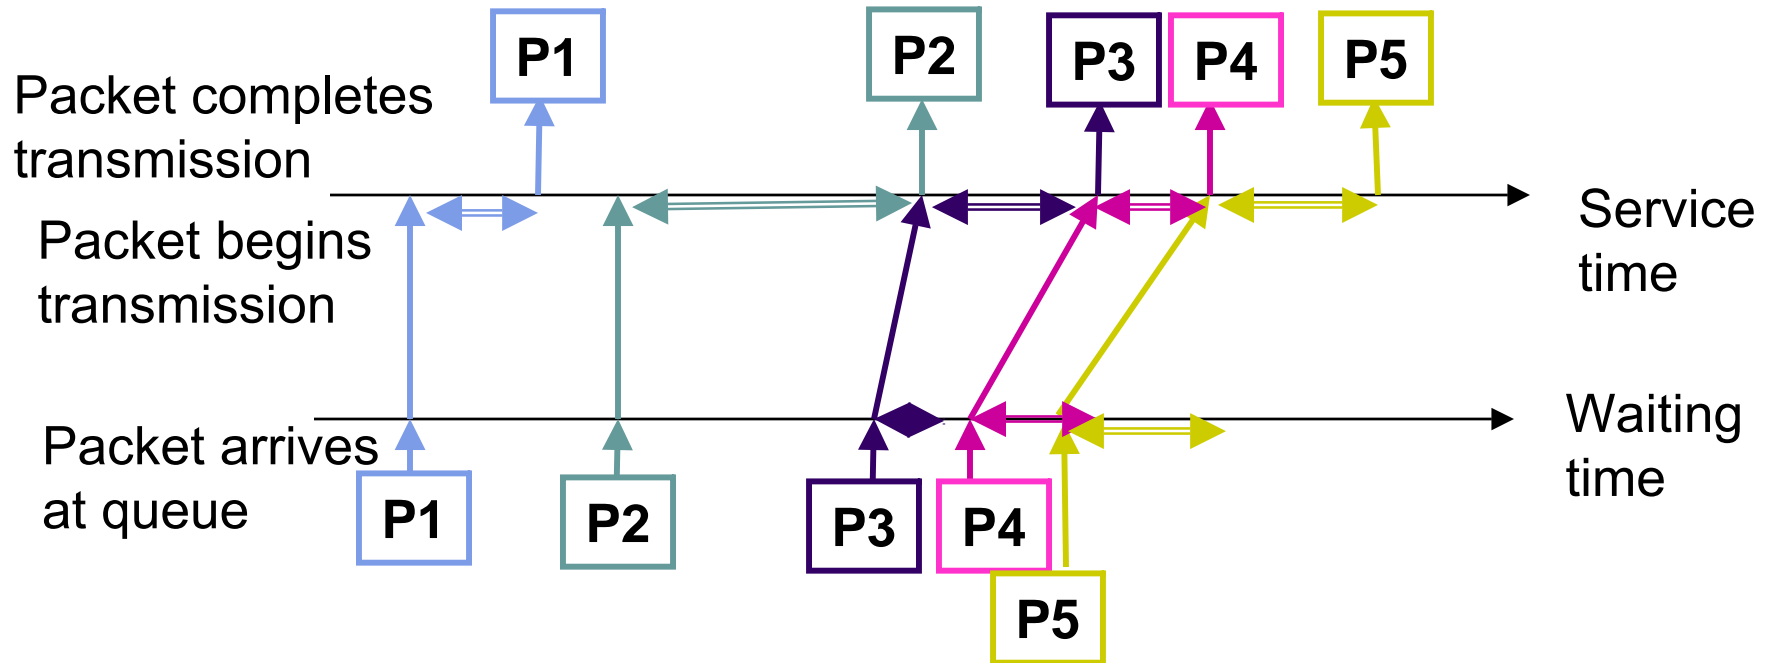 P1
P2
P3
P4
P5
Packet completes
transmission
Packet begins
transmission
Service
time
Packet arrives
at queue
Waiting
time
P1
P2
P3
P4
P5